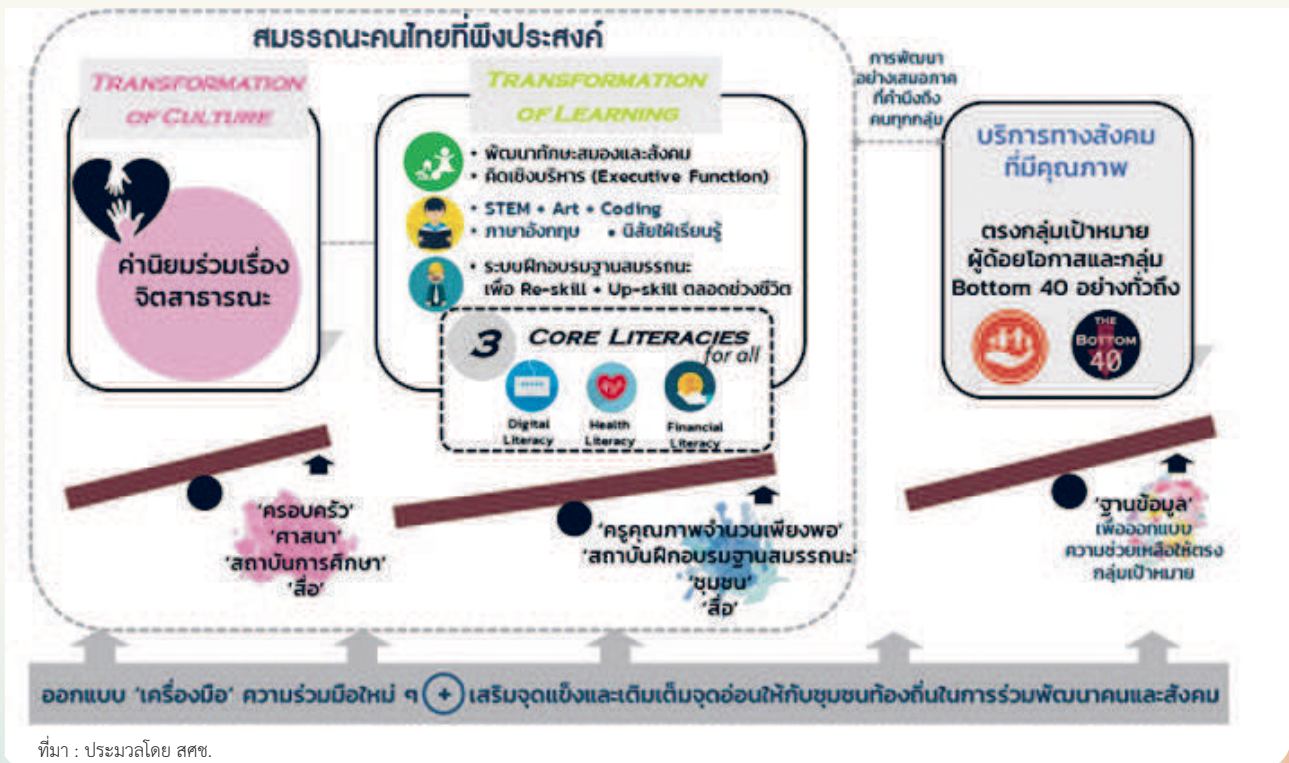 สมรรถนะคนไทยที่พึงประสงค์
TRANSFORMATION
OF CULTURE
ค่านิยมร่วมเรื่อง
จิตสาธารณะ
TRANSFORMATION
OF LEARNING
• พัฒนาทักษะสมองและสังคม
• คิดเชิงบริหาร (Executive Function)
• STEM + Art + Coding
• ภาษาอังกฤษ • นิสัยใฝ่เรียนรู้
• ระบบฝึกอบรมฐานสมรรถนะ
เพื่อ Re-skill + Up-skill ตลอดช่วงชีวิต
3 CORE LITERACIES
for all
Digital
Literacy
Health
Literacy
Financial
Literacy
การพัฒนา
อย่างเสมอภาค
ที่คำนึงถึง
คนทุกกลุ่ม
บริการทางสังคม
ที่มีคุณภาพ
ตรงกลุ่มเป้าหมาย
ผู้ด้อยโอกาสและกลุ่ม
Bottom 40 อย่างทั่วถึง
THE
BOTTOM
40
'ครอบครัว'
'ศาสนา'
'สถาบันการศึกษา'
'สื่อ'
'ครูคุณภาพจำนวนเพียงพอ'
'สถาบันฝึกอบรมฐานสมรรถนะ'
'ชุมชน'
'สื่อ'
'ฐานข้อมูล'
เพื่อออกแบบ
ความช่วยเหลือให้ตรง
กลุ่มเป้าหมาย
ออกแบบ 'เครื่องมือ' ความร่วมมือใหม่ ๆ + เสริมจุดแข็งและเติมเต็มจุดอ่อนให้กับชุมชนท้องถิ่นในการร่วมพัฒนาคนและสังคม
ที่มา : ประมวลโดย สศช.